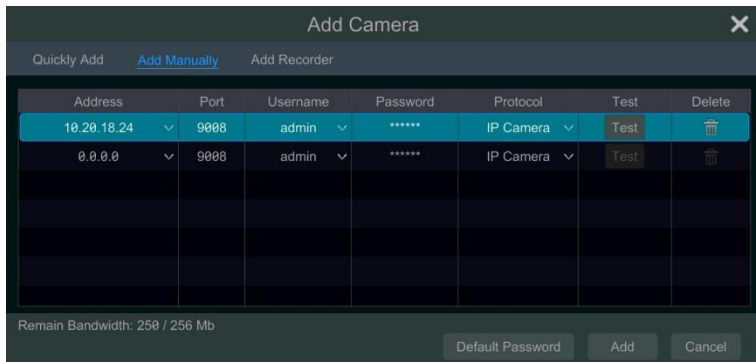 Add Camera
Quickly Add Add Manually Add Recorder
Address Port Username Password Protocol Test Delete
10.20.18.24 9008 admin ****** IP Camera Test
0.0.0.0 9008 admin ****** IP Camera Test
Remain Bandwidth: 250 / 256 Mb
Default Password Add Cancel